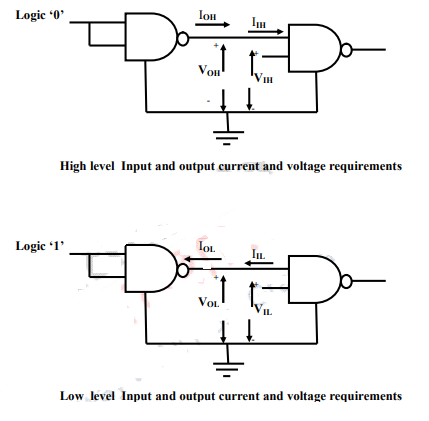 Logic ‘0’
IOH
IIH
+
+
VOH
VIH
-
-
High level Input and output current and voltage requirements
Logic ‘1’
IOL
IIL
+
+
VOL
VIL
-
-
Low level Input and output current and voltage requirements